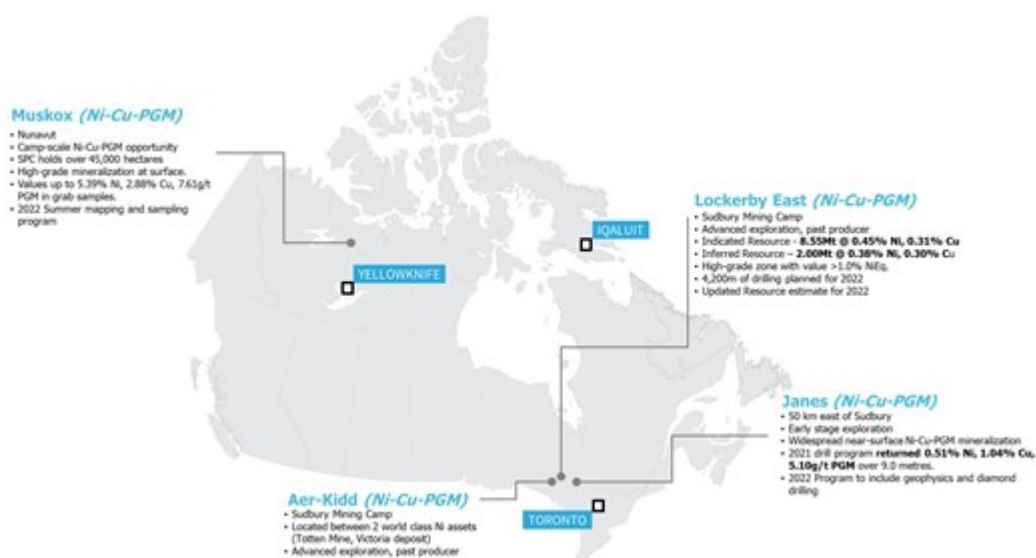 Muskox (Ni-Cu-PGM)
• Nunavut
• Camp-scale Ni-Cu-PGM opportunity
• SPC holds over 45,000 hectares
• High-grade mineralization at surface.
• Values up to 5.39% Ni, 2.88% Cu, 7.61g/t
PGM in grab samples.
• 2022 Summer mapping and sampling
program
IQALUIT
YELLOWKNIFE
Lockerby East (Ni-Cu-PGM)
• Sudbury Mining Camp
• Advanced exploration, past producer
• Indicated Resource - 8.55Mt @ 0.45% Ni, 0.31% Cu
• Inferred Resource – 2.00Mt @ 0.38% Ni, 0.30% Cu
• High-grade zone with value >1.0% NiEq.
• 4,200m of drilling planned for 2022
• Updated Resource estimate for 2022
Janes (Ni-Cu-PGM)
• 50 km east of Sudbury
• Early stage exploration
• Widespread near-surface Ni-Cu-PGM mineralization
• 2021 drill program returned 0.51% Ni, 1.04% Cu,
5.10g/t PGM over 9.0 metres.
• 2022 Program to include geophysics and diamond
drilling
Aer-Kidd (Ni-Cu-PGM)
• Sudbury Mining Camp
• Located between 2 world class Ni assets
(Totten Mine, Victoria deposit)
• Advanced exploration, past producer
TORONTO